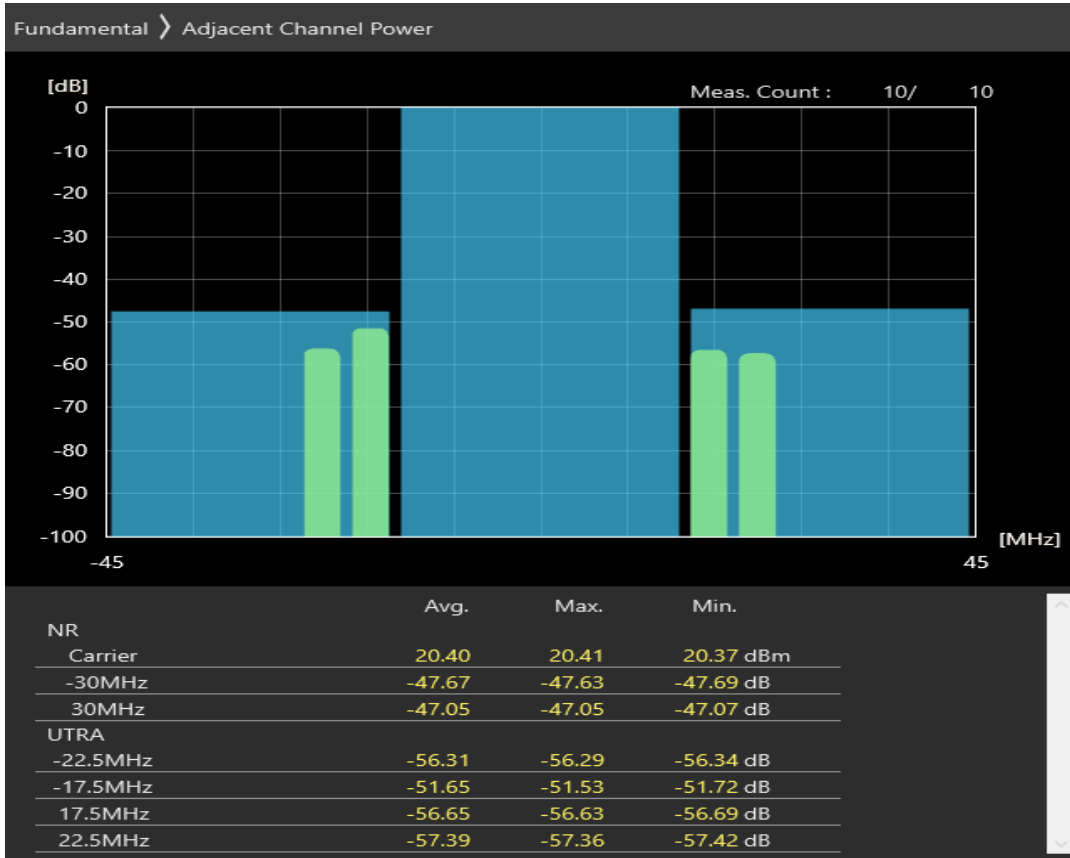 Fundamental ❭ Adjacent Channel Power
[dB]
Meas. Count : 10/ 10
0
-10
-20
-30
-40
-50
-60
-70
-80
-90
-100
[MHz]
-45 45
Avg. Max. Min.
NR
Carrier 20.40 20.41 20.37 dBm
-30MHz -47.67 -47.63 -47.69 dB
30MHz -47.05 -47.05 -47.07 dB
UTRA
-22.5MHz -56.31 -56.29 -56.34 dB
-17.5MHz -51.65 -51.53 -51.72 dB
17.5MHz -56.65 -56.63 -56.69 dB
22.5MHz -57.39 -57.36 -57.42 dB